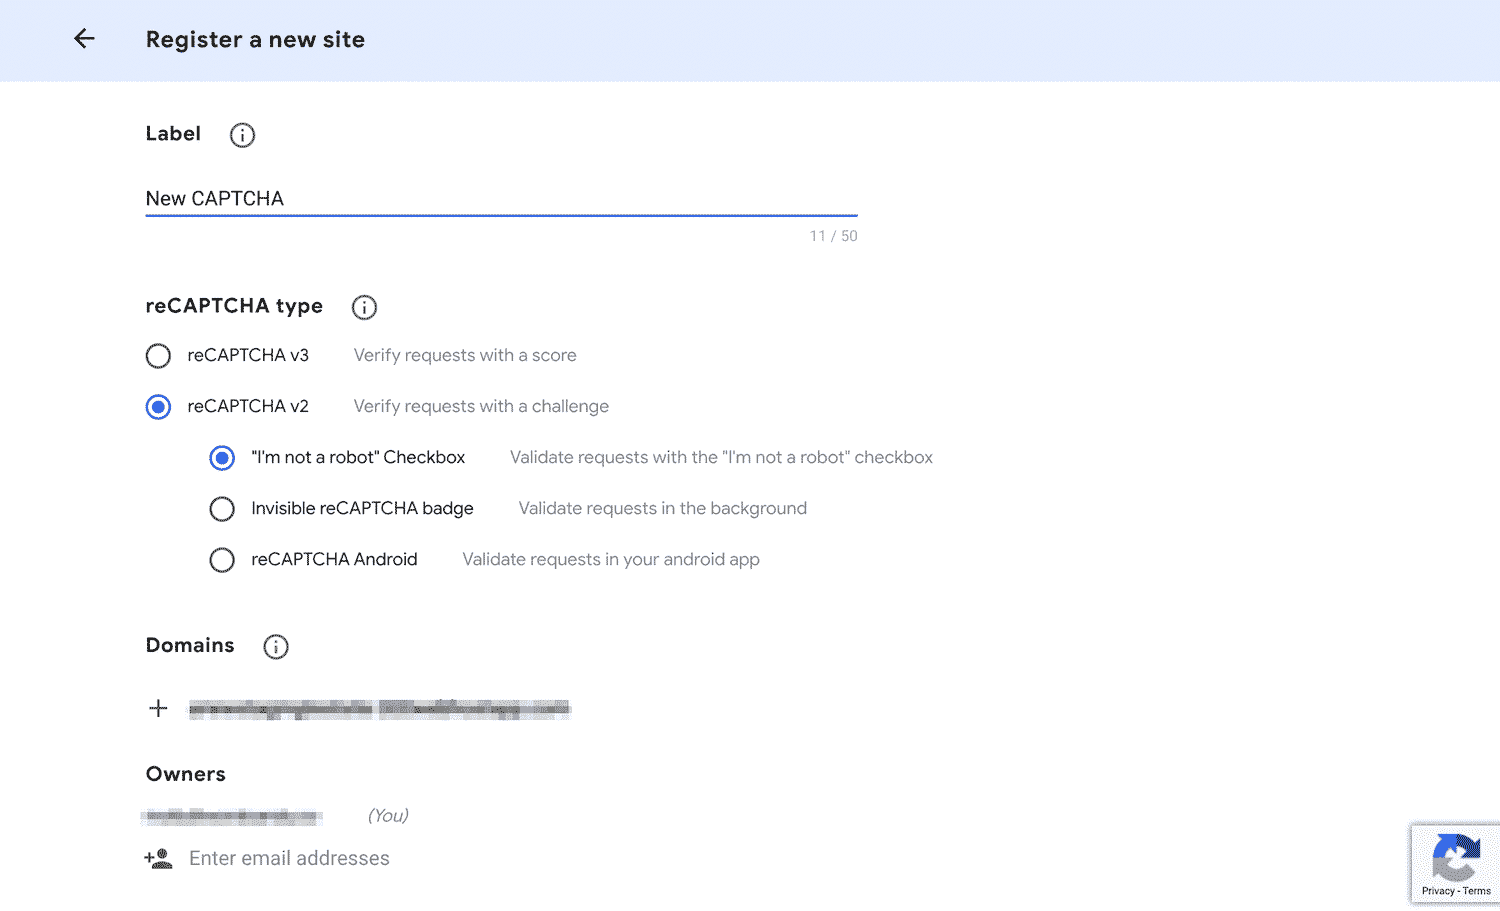 Register a new site
Label
New CAPTCHA
11 / 50
reCAPTCHA type
reCAPTCHA v3 Verify requests with a score
reCAPTCHA v2 Verify requests with a challenge
"I'm not a robot" Checkbox Validate requests with the "I'm not a robot" checkbox
Invisible reCAPTCHA badge Validate requests in the background
reCAPTCHA Android Validate requests in your android app
Domains
Owners
(You)
Enter email addresses
Privacy - Terms